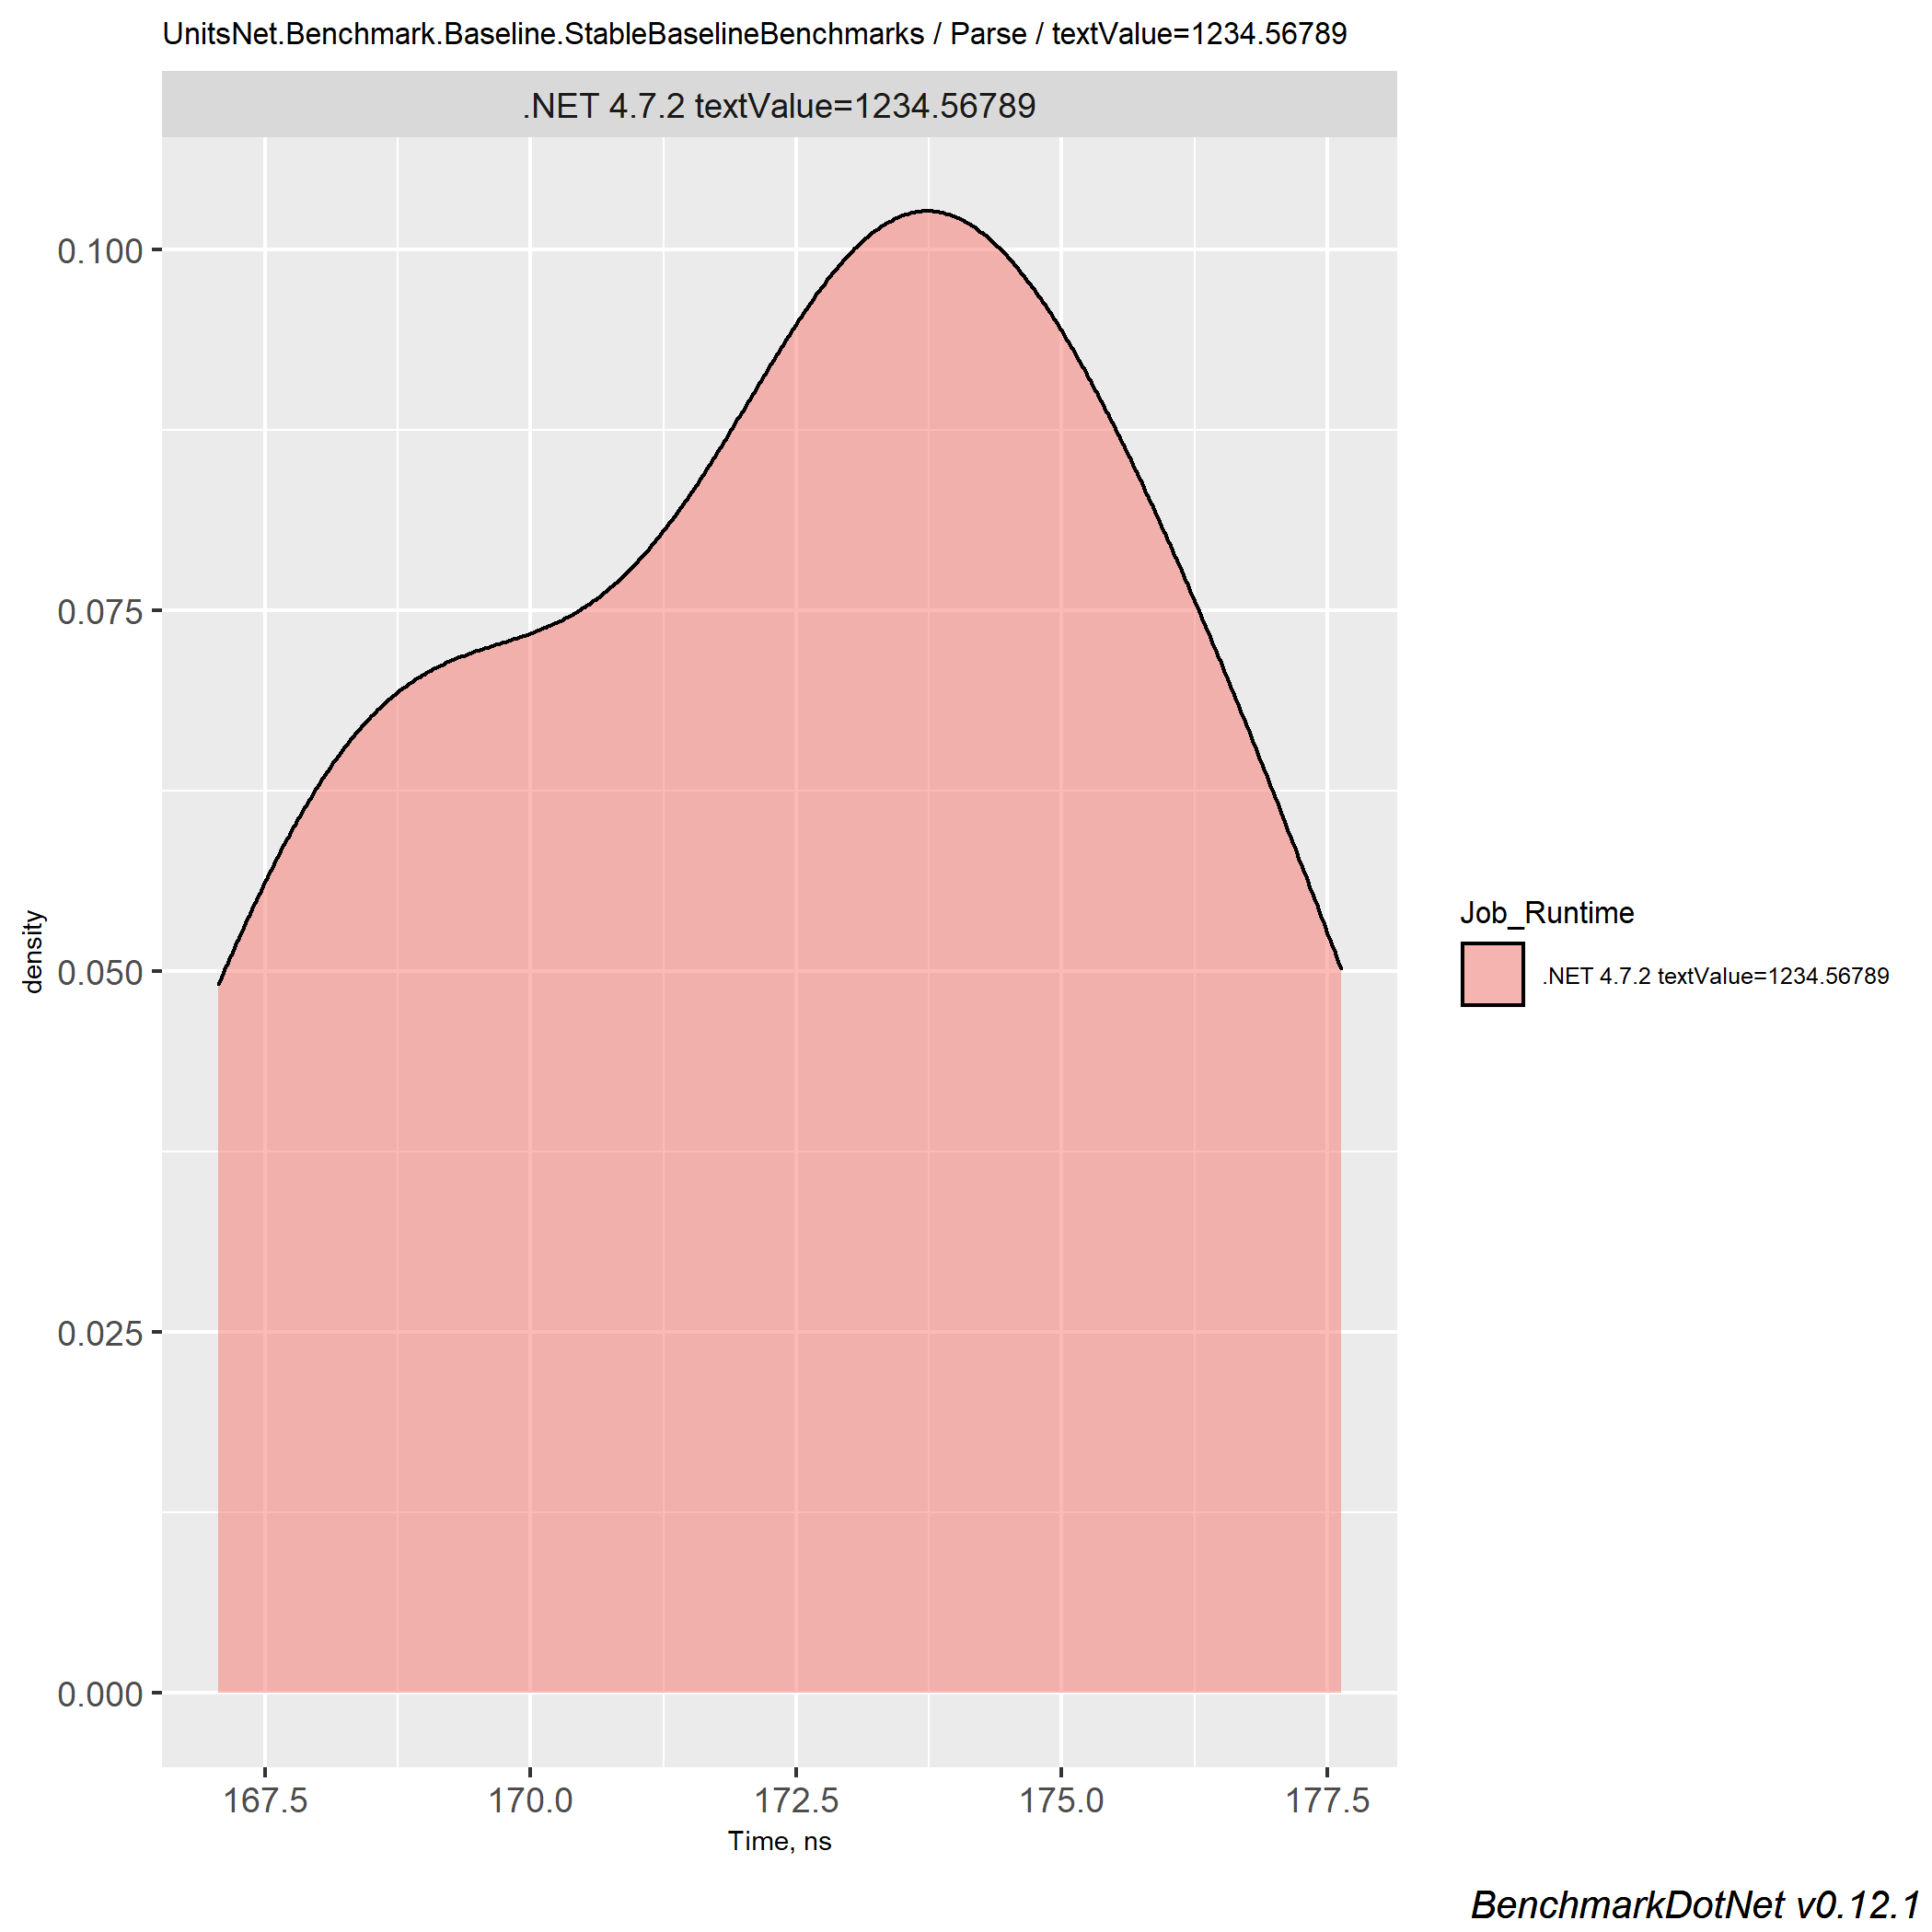 UnitsNet.Benchmark.Baseline.StableBaselineBenchmarks / Parse / textValue=1234.56789
.NET 4.7.2 textValue=1234.56789
0.100
0.075
0.050
0.025
0.000
density
167.5 170.0 172.5 175.0 177.5
Time, ns
Job_Runtime
.NET 4.7.2 textValue=1234.56789
BenchmarkDotNet v0.12.1